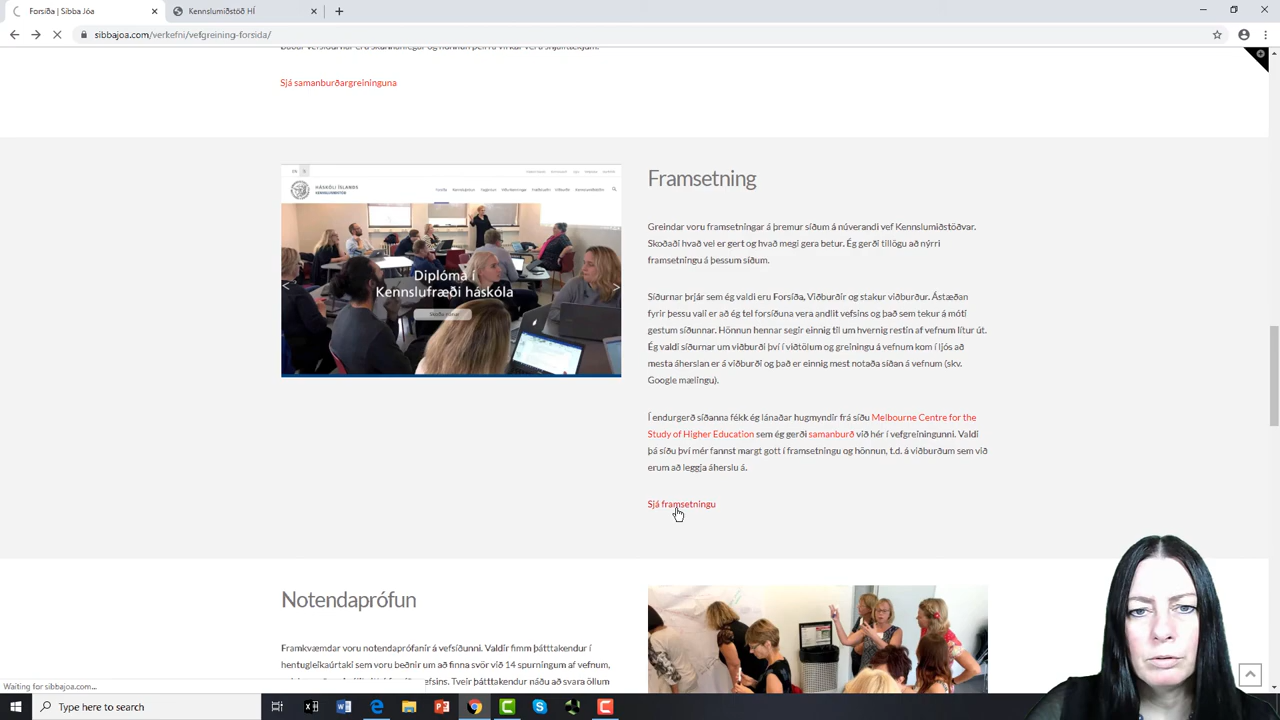 Forsíða | Sibba Jóa
Kennslumiðstöð HÍ
sibbajoa.com/verkefni/vefgreining-forsida/
Sjá samanburðargreininguna
HÁSKÓLI ÍSLANDS
KENNSLUMIÐSTÖÐ
Diplóma í
Kennslufræði háskóla
Framsetning
Greindar voru framsetningar á þremur síðum á núverandi vef Kennslumiðstöðvar.
Skoðaði hvað vel er gert og hvað megi gera betur. Ég gerði tillögu að nýrri
framsetningu á þessum síðum.
Síðurnar þrjár sem ég valdi eru Forsíða, Viðburðir og stakur viðburður. Ástæðan
fyrir þessu vali er að ég tel forsíðuna vera andlit vefsins og það sem tekur á móti
gestum síðunnar. Hönnun hennar segir einnig til um hvernig restin af vefnum lítur út.
Ég valdi síðurnar um viðburði því í viðtölum og greiningu á vefnum kom í ljós að
mesta áherslan er á viðburði og það er einnig mest notaða síðan á vefnum (skv.
Google mælingu).
Í endurgerð síðanna fékk ég lánaðar hugmyndir frá síðu Melbourne Centre for the
Study of Higher Education sem ég gerði samanburð við hér í vefgreiningunni. Valdi
þá síðu því mér fannst margt gott í framsetningu og hönnun, t.d. á viðburðum sem við
erum að leggja áherslu á.
Sjá framsetningu
Notendaprófun
Framkvæmdar voru notendaprófanir á vefsíðunni. Valdir fimm þátttakendur í
hentugleikaúrtaki sem voru beðnir um að finna svör við 14 spurningum af vefnum,
Tveir þátttakendur náðu að svara öllum
Waiting for sibbajoa.com...
Type here to search